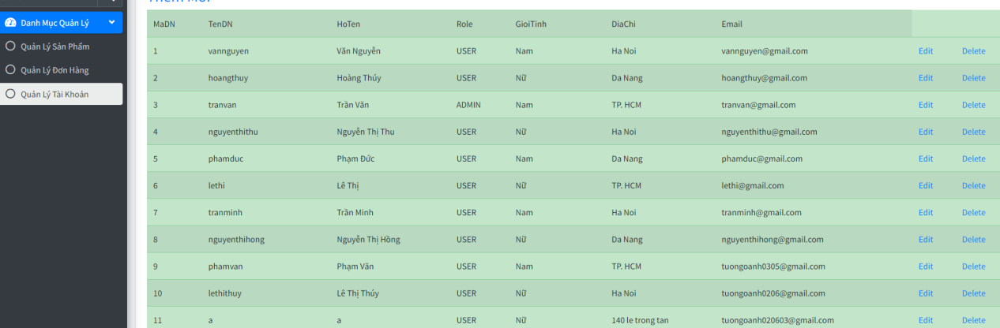 Danh Mục Quản Lý
Quản Lý Sản Phẩm
Quản Lý Đơn Hàng
Quản Lý Tài Khoản
MaDN TenDN HoTen Role GioiTinh DiaChi Email
1 vannguyen Văn Nguyễn USER Nam Ha Noi vannguyen@gmail.com Edit Delete
2 hoangthuy Hoàng Thúy USER Nữ Da Nang hoangthuy@gmail.com Edit Delete
3 tranvan Trần Văn ADMIN Nam TP. HCM tranvan@gmail.com Edit Delete
4 nguyenthithu Nguyễn Thị Thu USER Nữ Ha Noi nguyenthithu@gmail.com Edit Delete
5 phamduc Phạm Đức USER Nam Da Nang phamduc@gmail.com Edit Delete
6 lethi Lê Thị USER Nữ TP. HCM lethi@gmail.com Edit Delete
7 tranminh Trần Minh USER Nam Ha Noi tranminh@gmail.com Edit Delete
8 nguyenthihong Nguyễn Thị Hồng USER Nữ Da Nang nguyenthihong@gmail.com Edit Delete
9 phamvan Phạm Văn USER Nam TP. HCM tuongoanh0305@gmail.com Edit Delete
10 lethithuy Lê Thị Thúy USER Nữ Ha Noi tuongoanh0206@gmail.com Edit Delete
11 a a USER Nữ 140 le trong tan tuongoanh020603@gmail.com Edit Delete